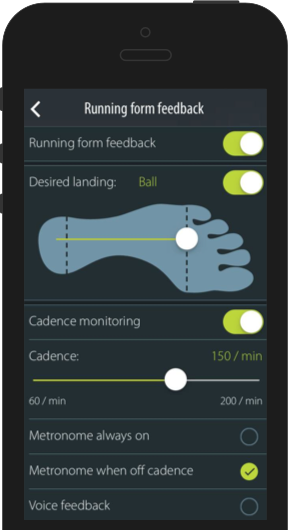 Running form feedback
Running form feedback
Desired landing: Ball
Cadence monitoring
Cadence: 150 / min
60 / min 200 / min
Metronome always on
Metronome when off cadence
Voice feedback